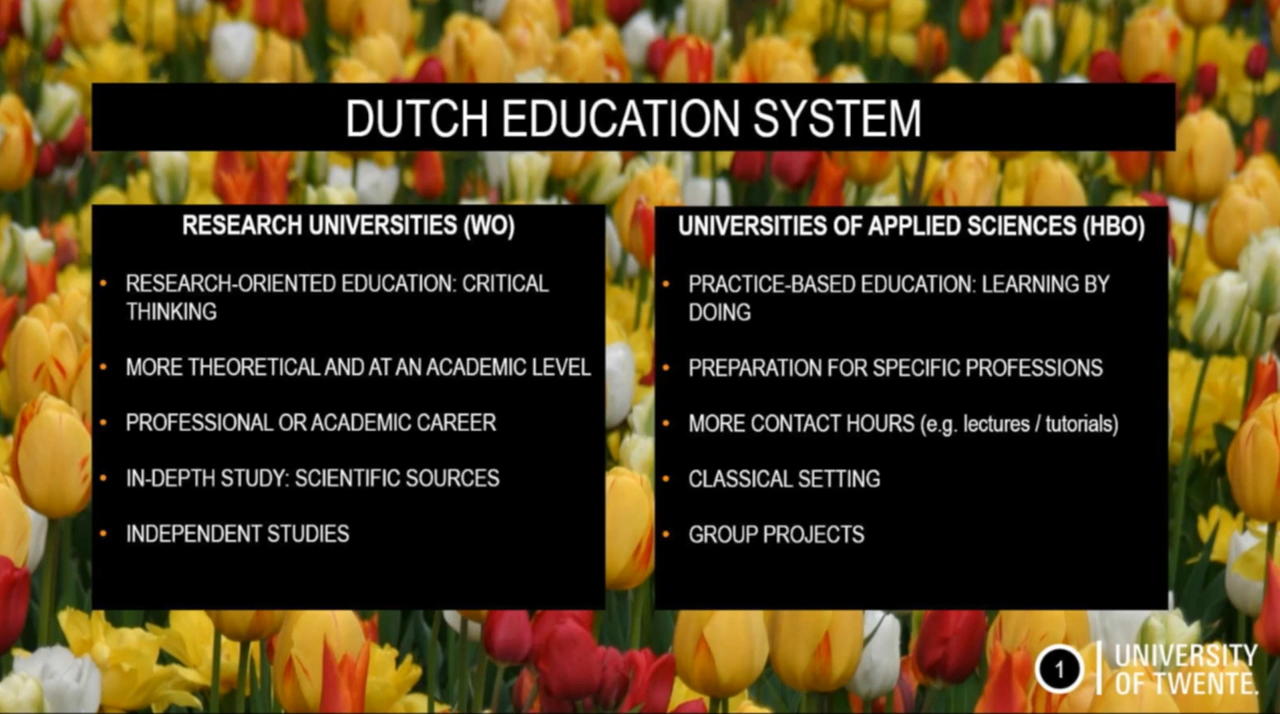 DUTCH EDUCATION SYSTEM
RESEARCH UNIVERSITIES (WO)
• RESEARCH-ORIENTED EDUCATION: CRITICAL
THINKING
• MORE THEORETICAL AND AT AN ACADEMIC LEVEL
• PROFESSIONAL OR ACADEMIC CAREER
• IN-DEPTH STUDY: SCIENTIFIC SOURCES
• INDEPENDENT STUDIES
UNIVERSITIES OF APPLIED SCIENCES (HBO)
• PRACTICE-BASED EDUCATION: LEARNING BY
DOING
• PREPARATION FOR SPECIFIC PROFESSIONS
• MORE CONTACT HOURS (e.g. lectures / tutorials)
• CLASSICAL SETTING
• GROUP PROJECTS
1
UNIVERSITY
OF TWENTE.